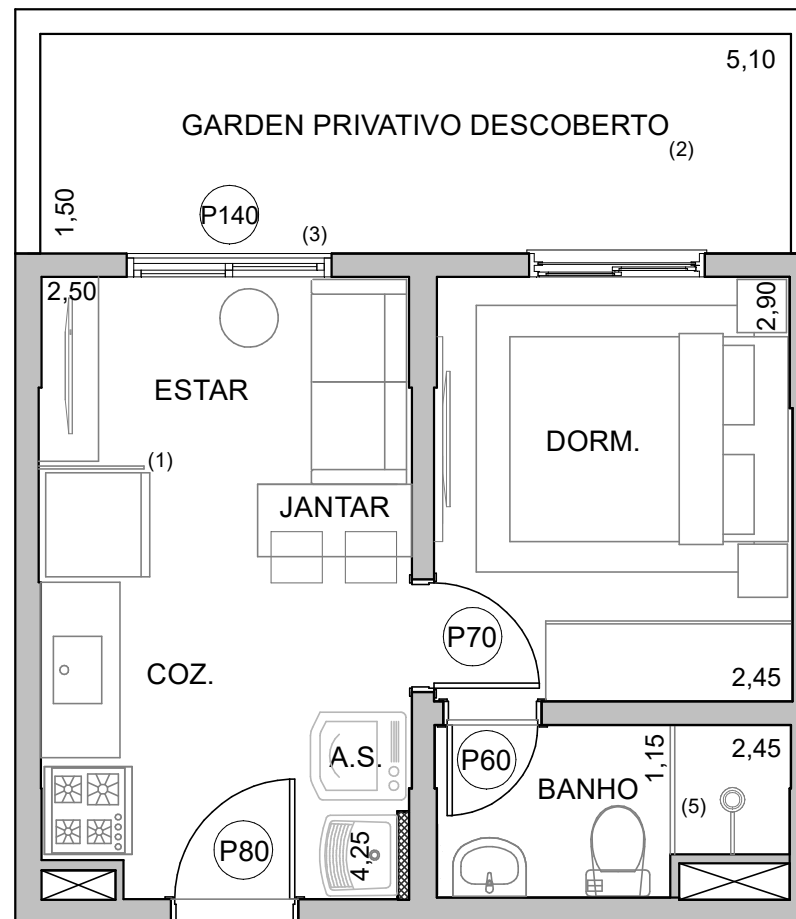 5,10
GARDEN PRIVATIVO DESCOBERTO
(2)
1,50
P140
(3)
2,50
2,90
ESTAR
DORM.
(1)
JANTAR
P70
COZ.
2,45
A.S.
P60
1,15
2,45
BANHO
(5)
P80
4,25